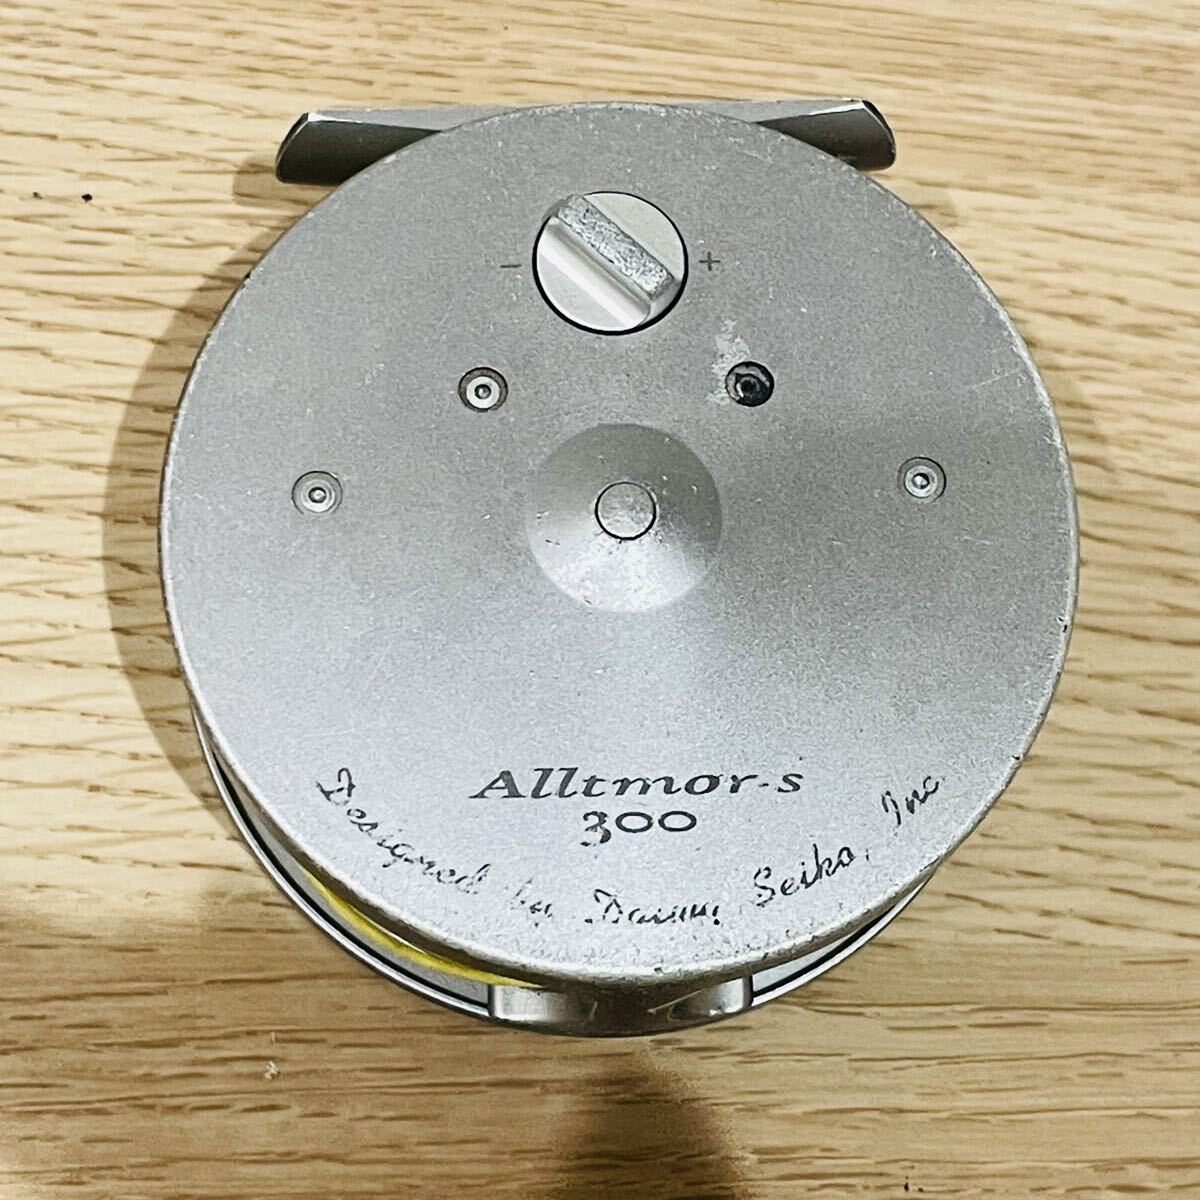 - +
Alltmor-s
300
Designed by Daiwa Seiko, Inc